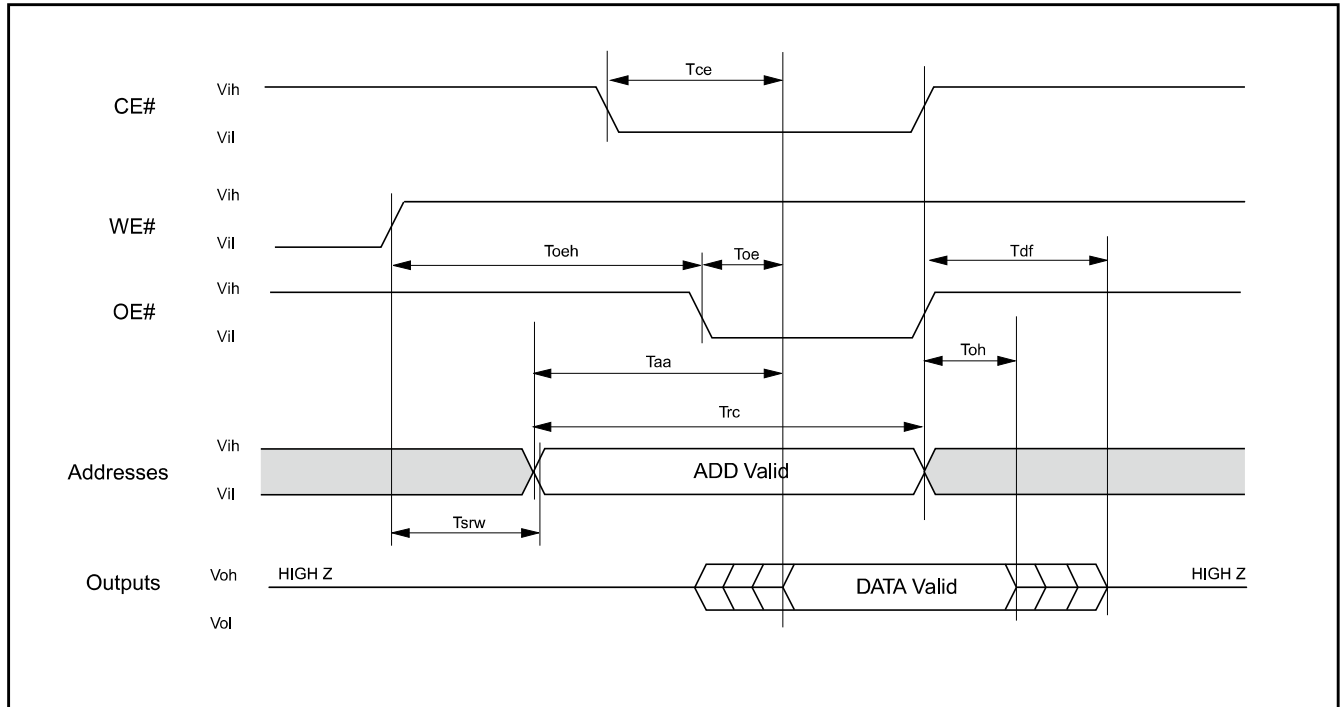 Tce
CE#
Vih
Vil
WE#
Vih
Vil
Toeh
Toe
Tdf
OE#
Vih
Vil
Toh
Taa
Trc
Addresses
Vih
Vil
ADD Valid
Tsrw
Outputs
Voh
Vol
HIGH Z
DATA Valid
HIGH Z